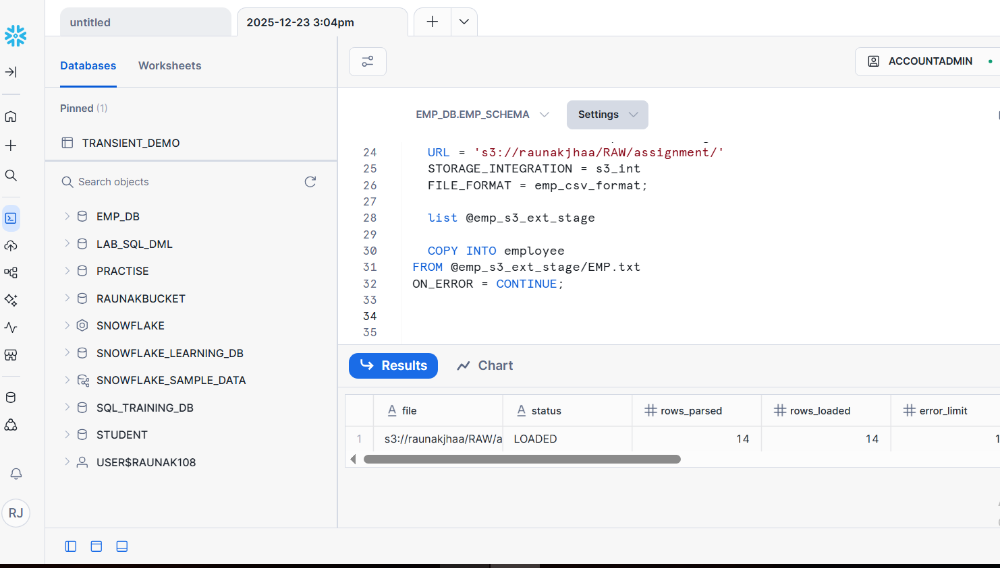 untitled
2025-12-23 3:04pm
Databases
Worksheets
ACCOUNTADMIN
Pinned (1)
TRANSIENT_DEMO
Search objects
EMP_DB
LAB_SQL_DML
PRACTISE
RAUNAKBUCKET
SNOWFLAKE
SNOWFLAKE_LEARNING_DB
SNOWFLAKE_SAMPLE_DATA
SQL_TRAINING_DB
STUDENT
USER$RAUNAK108
RJ
EMP_DB.EMP_SCHEMA
Settings
24 URL = 's3://raunakjhaa/RAW/assignment/'
25 STORAGE_INTEGRATION = s3_int
26 FILE_FORMAT = emp_csv_format;
27
28 list @emp_s3_ext_stage
29
30 COPY INTO employee
31 FROM @emp_s3_ext_stage/EMP.txt
32 ON_ERROR = CONTINUE;
33
34
35
Results
Chart
A file A status # rows_parsed # rows_loaded # error_limit
1 s3://raunakjhaa/RAW/a LOADED 14 14 1